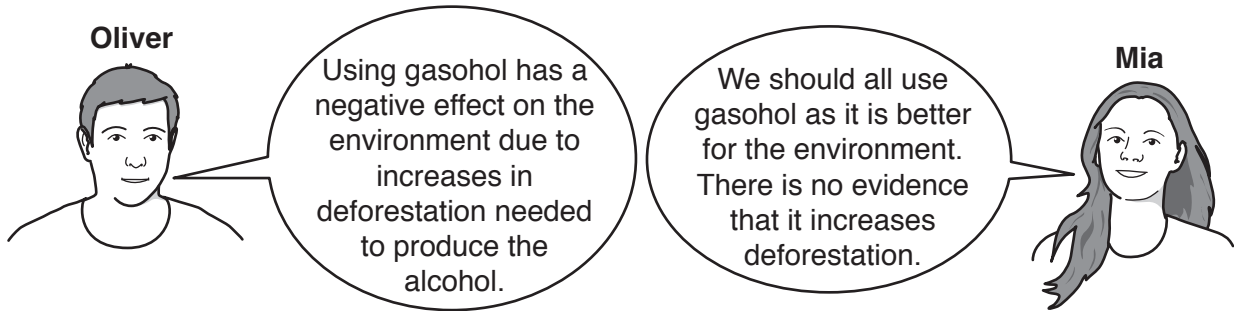 Oliver
Using gasohol has a
negative effect on the
environment due to
increases in
deforestation needed
to produce the
alcohol.
We should all use
gasohol as it is better
for the environment.
There is no evidence
that it increases
deforestation.
Mia